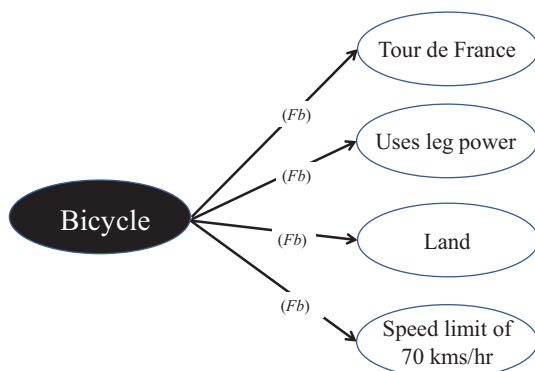 Tour de France
(Fb)
Uses leg power
(Fb)
Bicycle
Land
(Fb)
(Fb)
Speed limit of
70 kms/hr